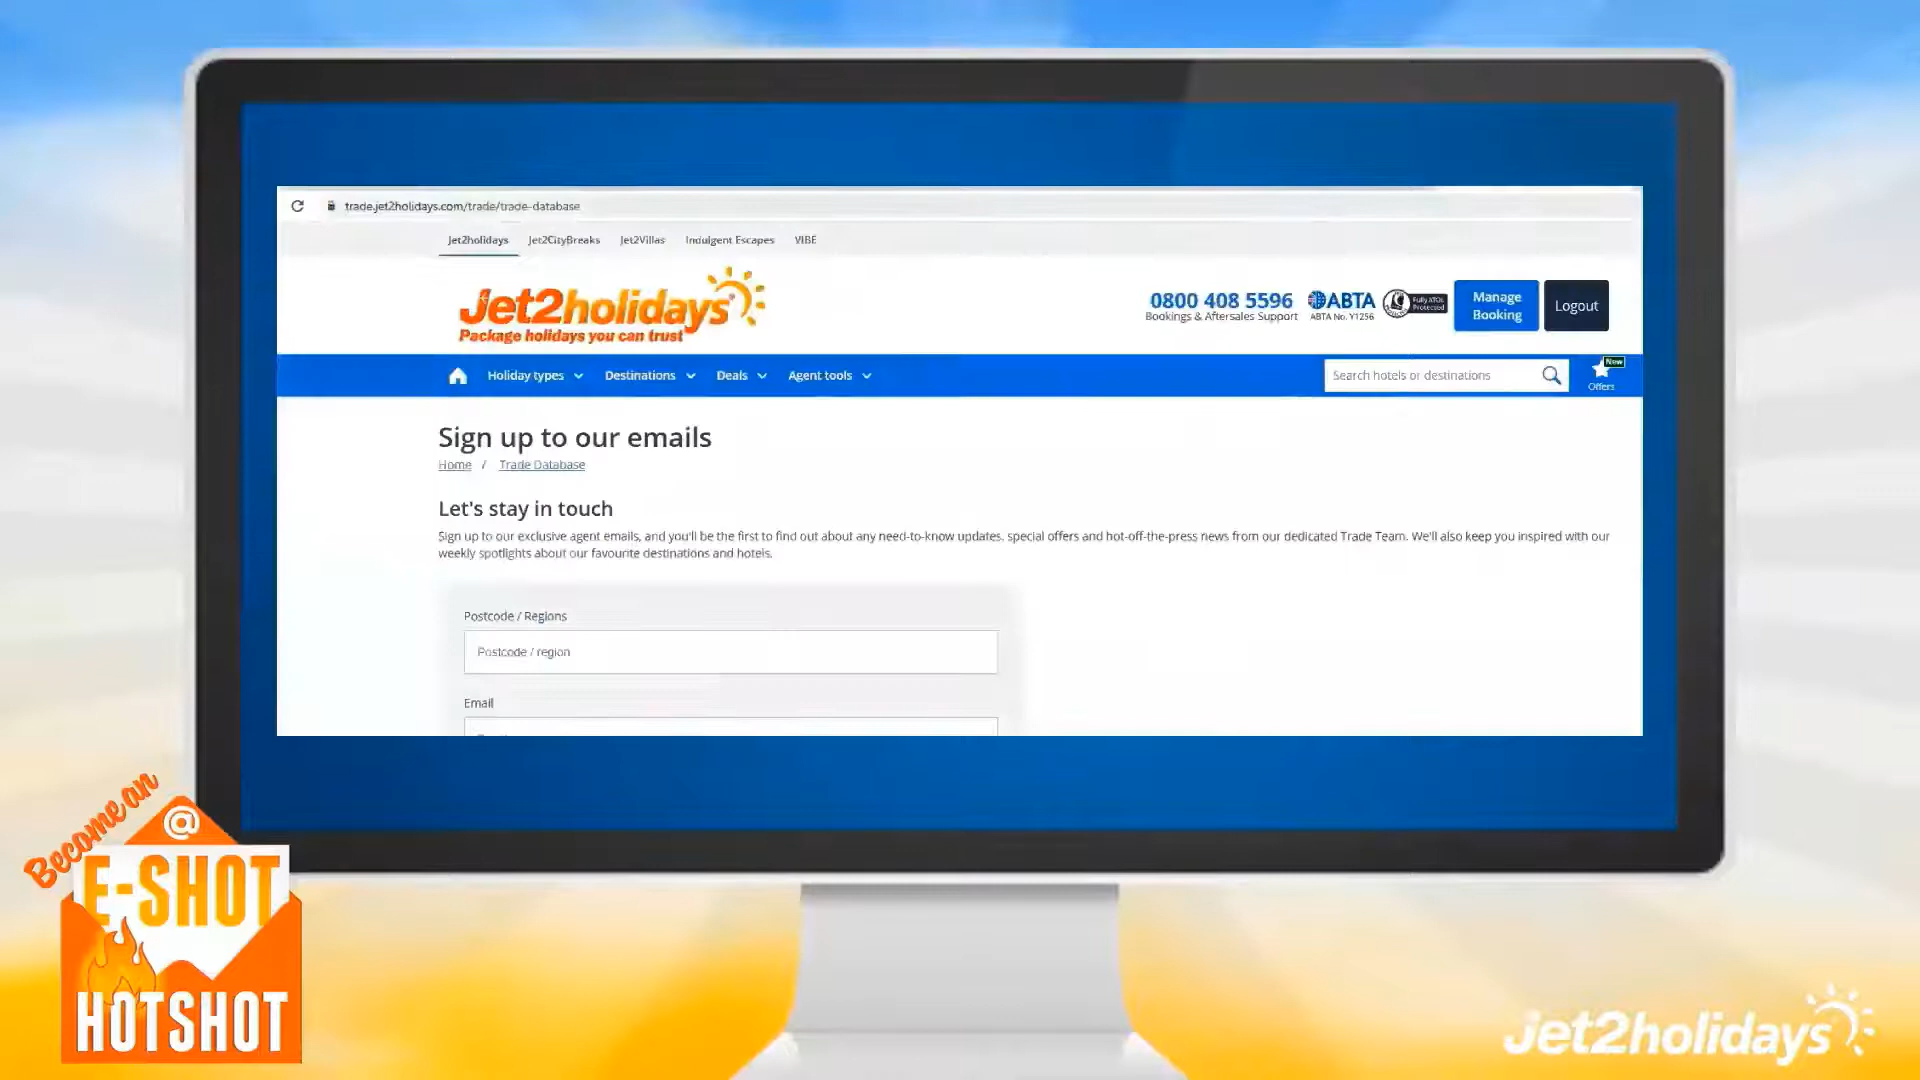 trade.jet2holidays.com/trade/trade-database
Jet2holidays Jet2CityBreaks Jet2Villas Indulgent Escapes VIBE
Jet2holidays
Package holidays you can trust
0800 408 5596
Bookings & Aftersales Support
ABTA
ABTA No. Y1256
Fully ATOL
Protected
Manage
Booking
Logout
Holiday types Destinations Deals Agent tools
Search hotels or destinations
New
Offers
Sign up to our emails
Home / Trade Database
Let's stay in touch
Sign up to our exclusive agent emails, and you'll be the first to find out about any need-to-know updates, special offers and hot-off-the-press news from our dedicated Trade Team. We'll also keep you inspired with our
weekly spotlights about our favourite destinations and hotels.
Postcode / Regions
Postcode / region
Email
Become an
@
E-SHOT
HOTSHOT
Jet2holidays